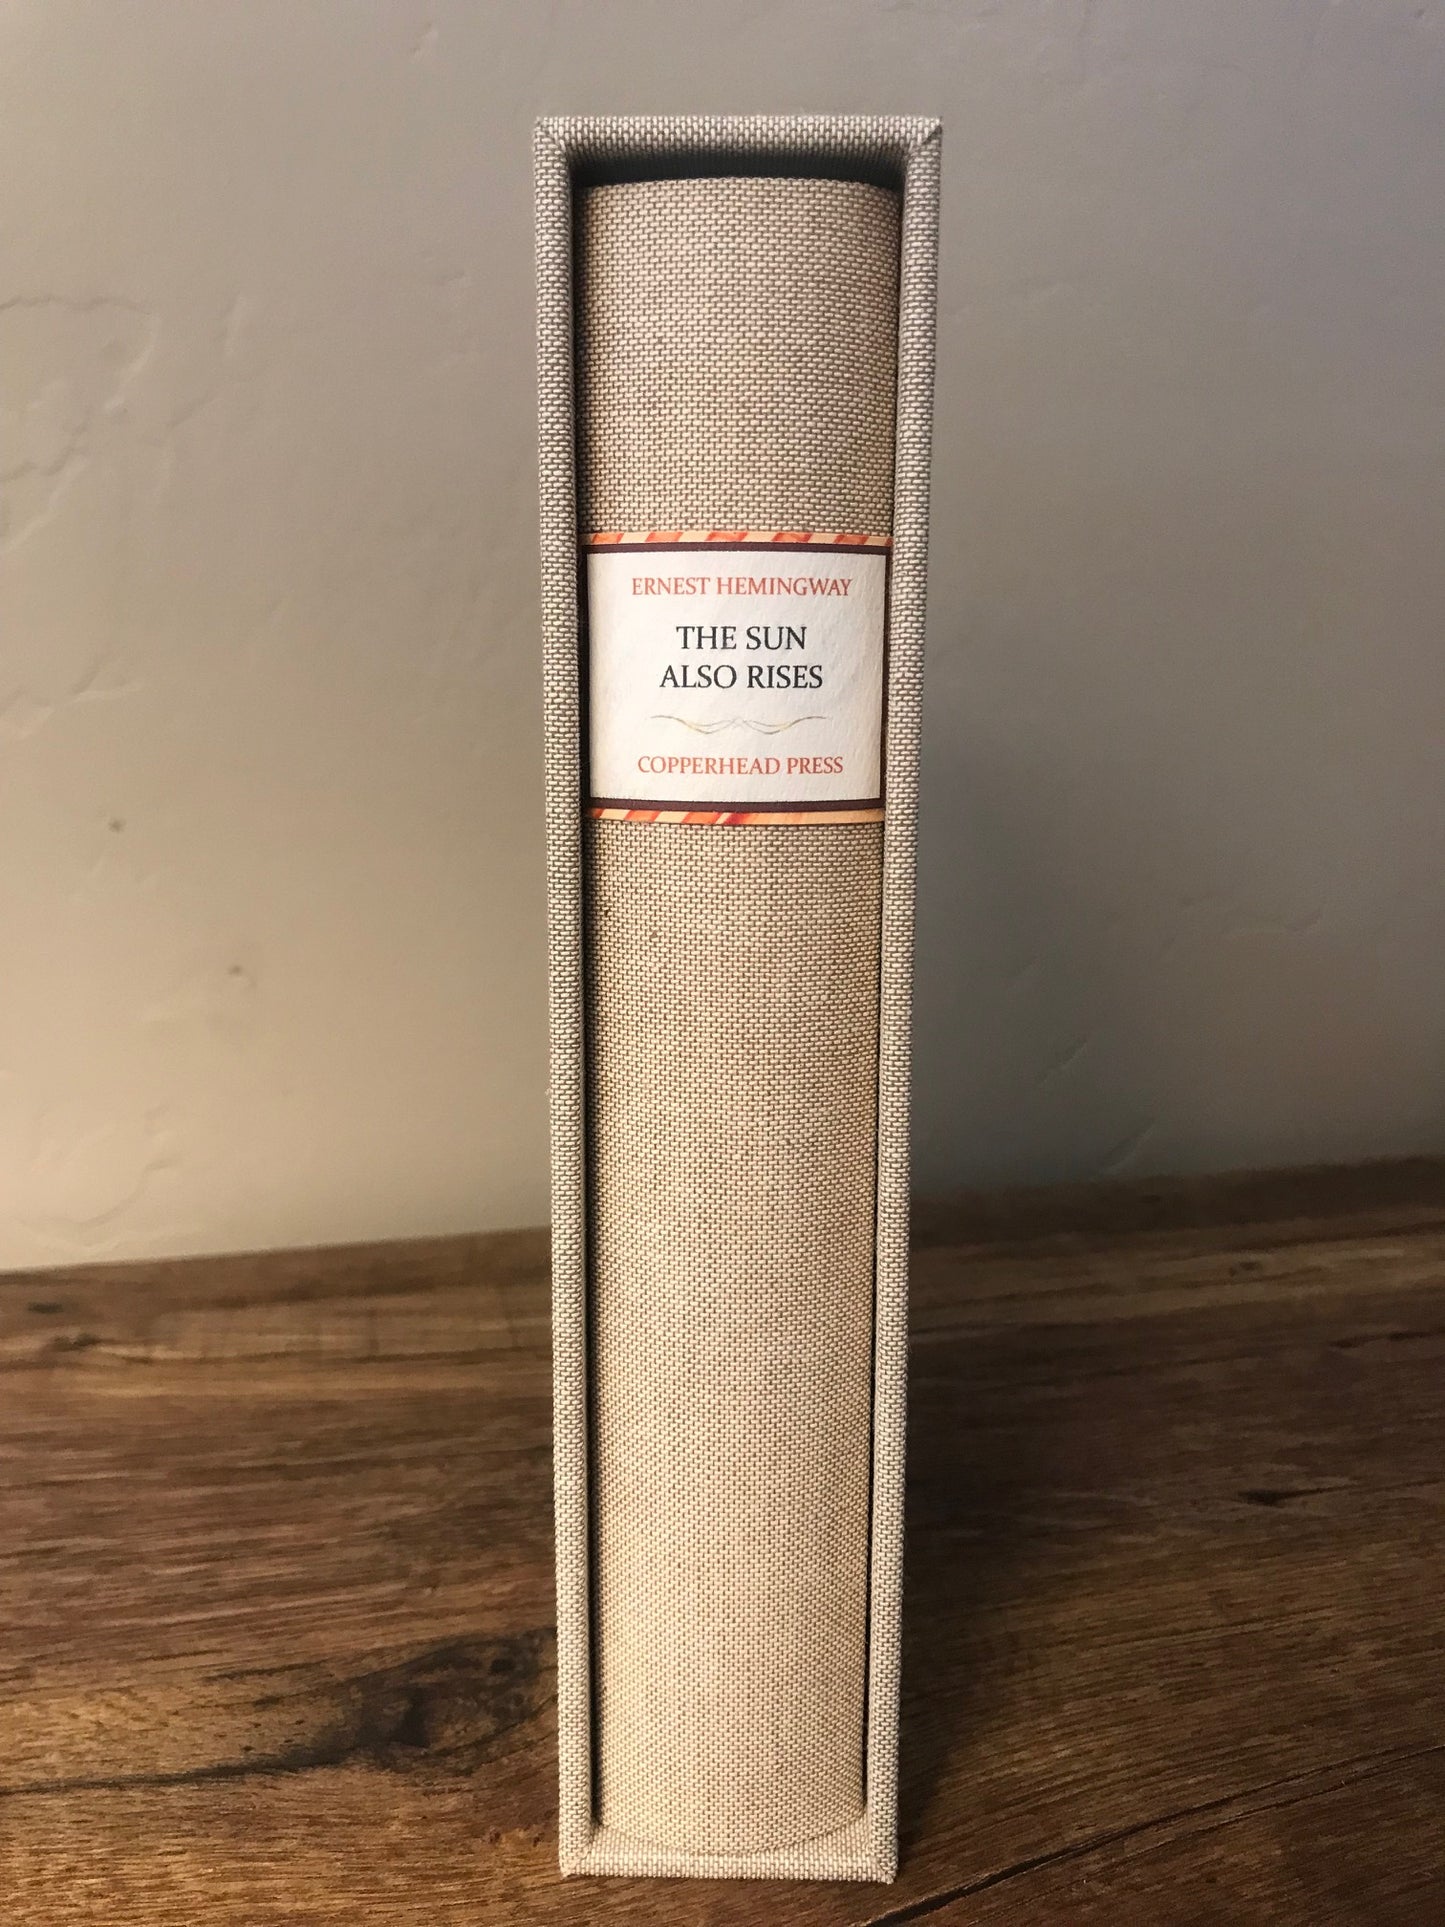 ERNEST HEMINGWAY
THE SUN
ALSO RISES
COPPERHEAD PRESS